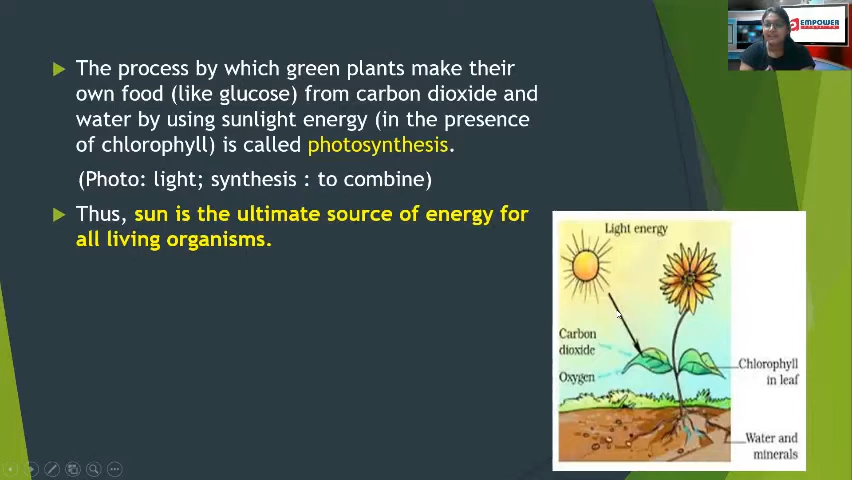 EMPOWER
The process by which green plants make their
own food (like glucose) from carbon dioxide and
water by using sunlight energy (in the presence
of chlorophyll) is called photosynthesis.
(Photo: light; synthesis : to combine)
Thus, sun is the ultimate source of energy for
all living organisms.
Light energy
Carbon
dioxide
Oxygen
Chlorophyll
in leaf
Water and
minerals